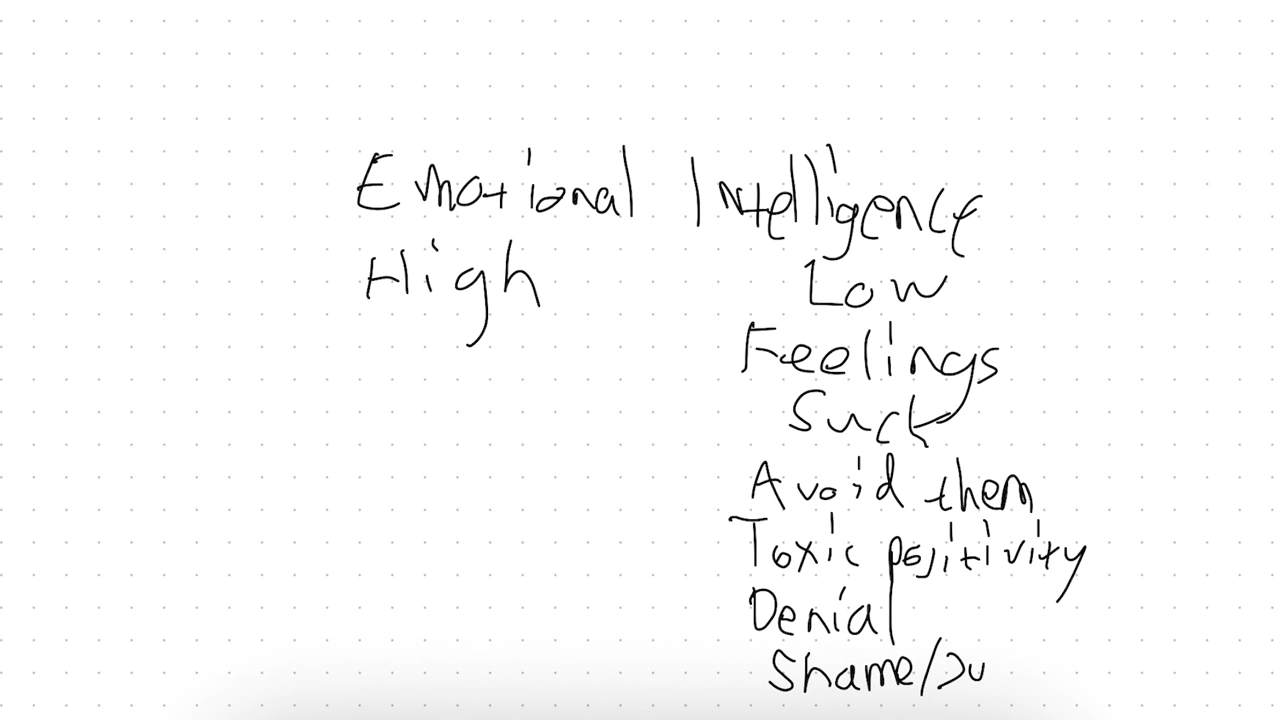 Emotional Intelligence
High
Low
Feelings
Suck
Avoid them
Toxic positivity
Denial
Shame/